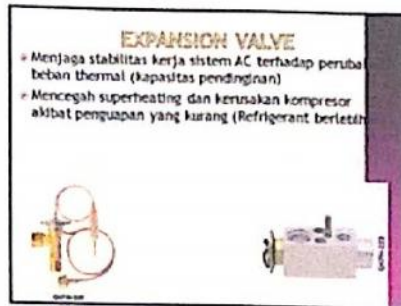 EXPANSION VALVE
Menjaga stabilitas kerja sistem AC terhadap peruba
beban thermal (kapasitas pendinginan)
Mencegah superheating dan kerusakan kompresor
akibat penguapan yang kurang (Refrigerant berlebih